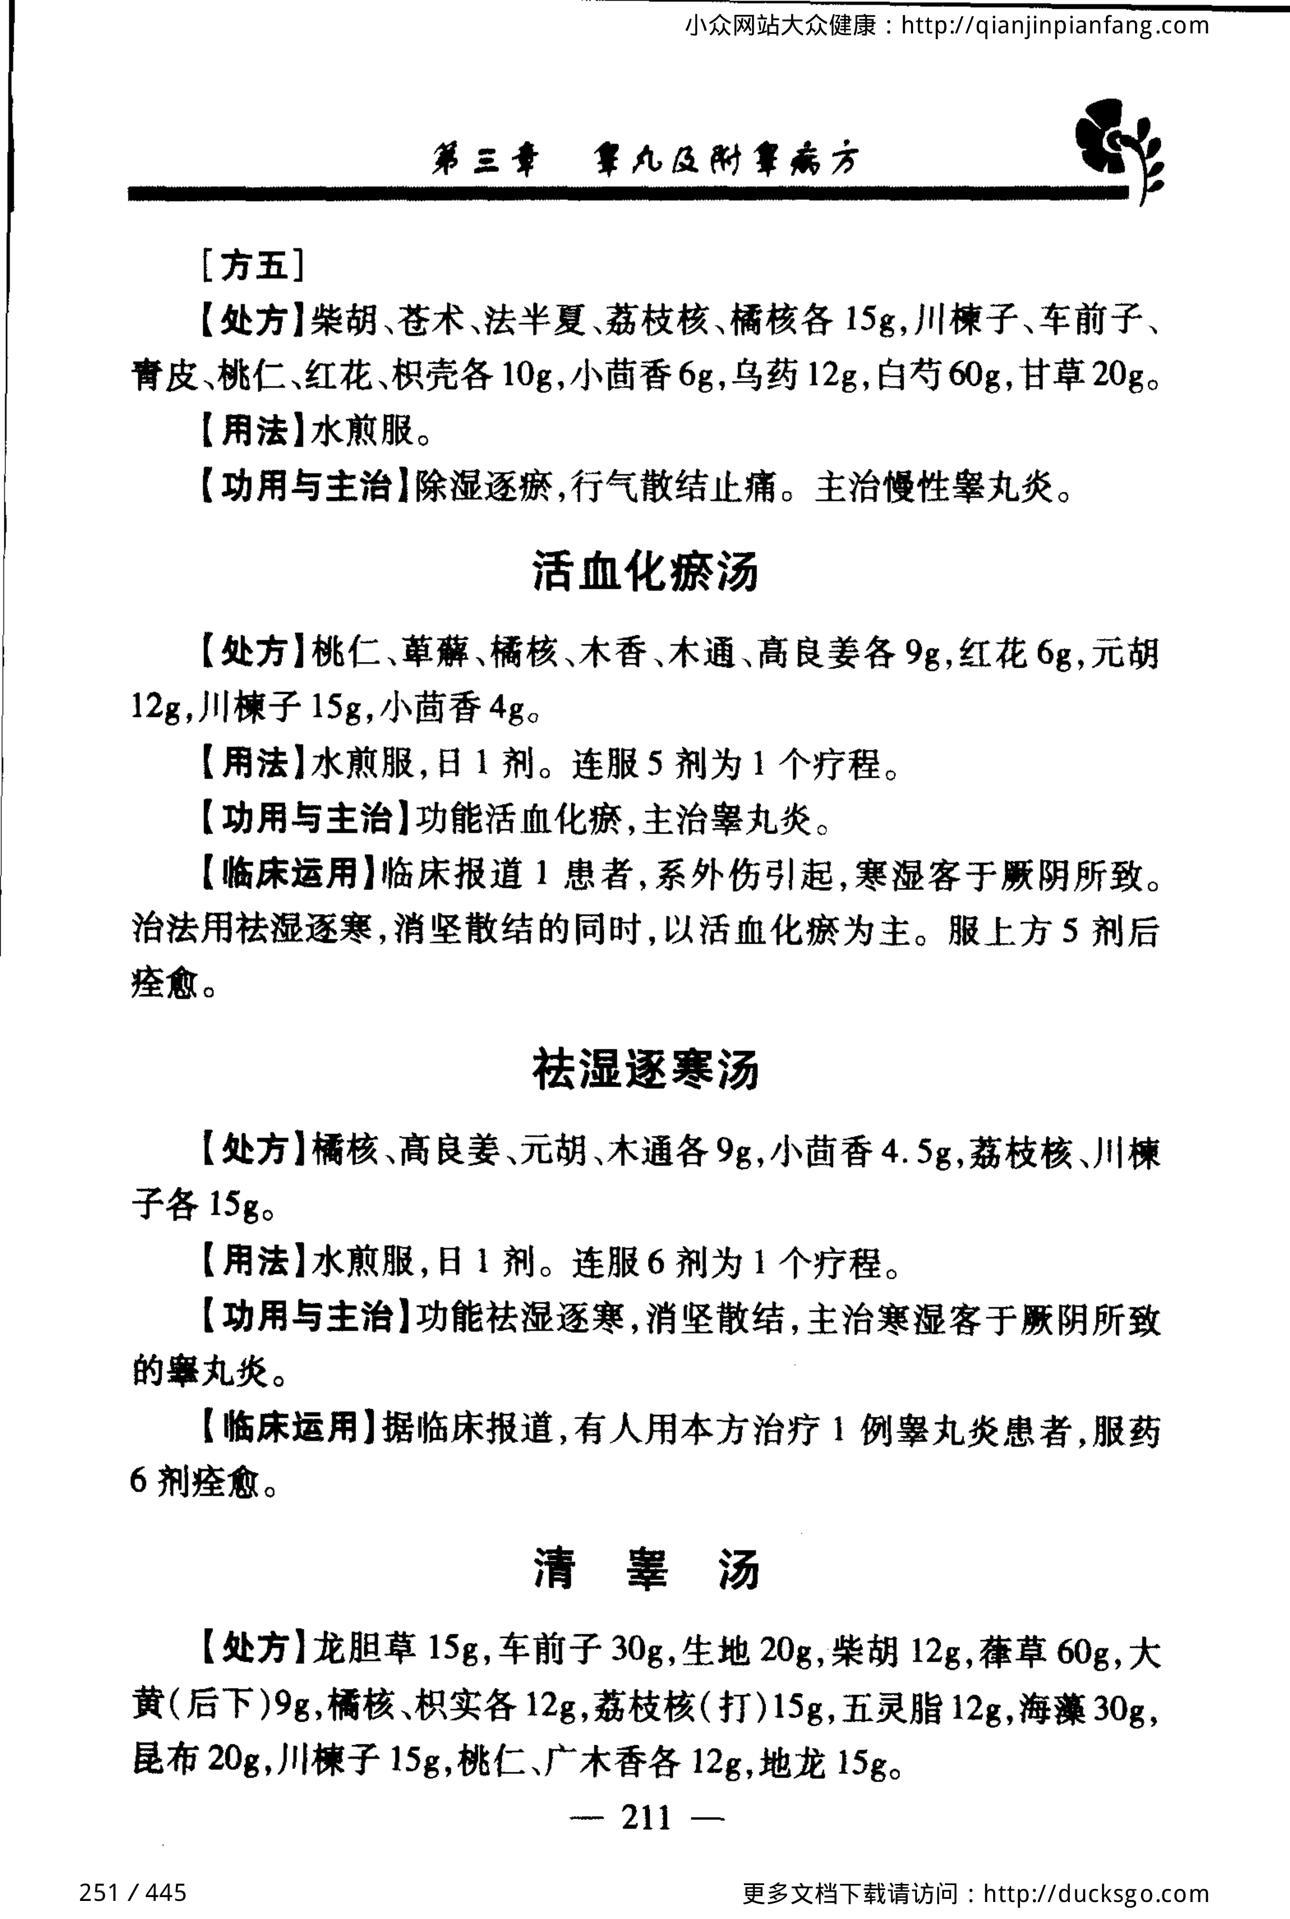 小众网站大众健康：http://qianjinpianfang.com
第三章　睾丸及附睾病方
［方五］
【处方】柴胡、苍术、法半夏、荔枝核、橘核各 15g,川楝子、车前子、
青皮、桃仁、红花、枳壳各 10g,小茴香 6g,乌药 12g,白芍 60g,甘草 20g。
【用法】水煎服。
【功用与主治】除湿逐瘀,行气散结止痛。主治慢性睾丸炎。
活血化瘀汤
【处方】桃仁、萆薢、橘核、木香、木通、高良姜各 9g,红花 6g,元胡
12g,川楝子 15g,小茴香 4g。
【用法】水煎服,日 1 剂。连服 5 剂为 1 个疗程。
【功用与主治】功能活血化瘀,主治睾丸炎。
【临床运用】临床报道 1 患者,系外伤引起,寒湿客于厥阴所致。
治法用祛湿逐寒,消坚散结的同时,以活血化瘀为主。服上方 5 剂后
痊愈。
祛湿逐寒汤
【处方】橘核、高良姜、元胡、木通各 9g,小茴香 4.5g,荔枝核、川楝
子各 15g。
【用法】水煎服,日 1 剂。连服 6 剂为 1 个疗程。
【功用与主治】功能祛湿逐寒,消坚散结,主治寒湿客于厥阴所致
的睾丸炎。
【临床运用】据临床报道,有人用本方治疗 1 例睾丸炎患者,服药
6 剂痊愈。
清　睾　汤
【处方】龙胆草 15g,车前子 30g,生地 20g,柴胡 12g,葎草 60g,大
黄(后下)9g,橘核、枳实各 12g,荔枝核(打)15g,五灵脂 12g,海藻 30g,
昆布 20g,川楝子 15g,桃仁、广木香各 12g,地龙 15g。
— 211 —
251 / 445
更多文档下载请访问：http://ducksgo.com